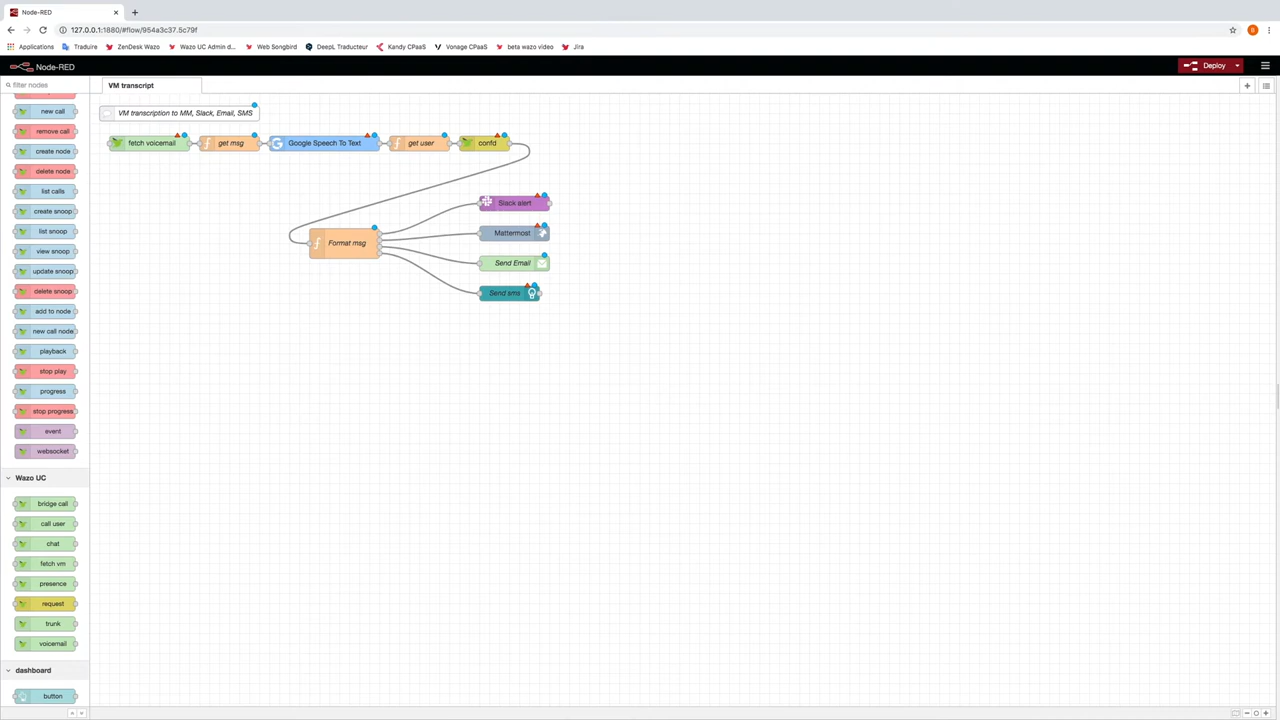 Node-RED
127.0.0.1:1880/#flow/954a3c37.5c79f
Applications Traduire ZenDesk Wazo Wazo UC Admin d... Web Songbird DeepL Traducteur Kandy CPaaS Vonage CPaaS beta wazo video Jira
Node-RED Deploy
filter nodes VM transcript
new call VM transcription to MM, Slack, Email, SMS
remove call
create node fetch voicemail get msg Google Speech To Text get user confd
delete node
list calls
create snoop Slack alert
list snoop Mattermost
view snoop Format msg
update snoop Send Email
delete snoop Send sms
add to node
new call node
playback
stop play
progress
stop progress
event
websocket
Wazo UC
bridge call
call user
chat
fetch vm
presence
request
trunk
voicemail
dashboard
button